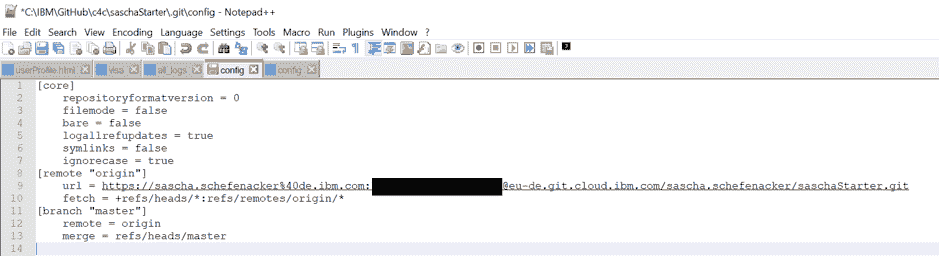 *C:\IBM\GitHub\c4c\saschaStarter\.git\config - Notepad++
File Edit Search View Encoding Language Settings Tools Macro Run Plugins Window ?
userProfile.html visa all_logs config config
1 [core]
2 repositoryformatversion = 0
3 filemode = false
4 bare = false
5 logallrefupdates = true
6 symlinks = false
7 ignorecase = true
8 [remote "origin"]
9 url = https://sascha.schefenacker%40de.ibm.com: @eu-de.git.cloud.ibm.com/sascha.schefenacker/saschaStarter.git
10 fetch = +refs/heads/*:refs/remotes/origin/*
11 [branch "master"]
12 remote = origin
13 merge = refs/heads/master
14